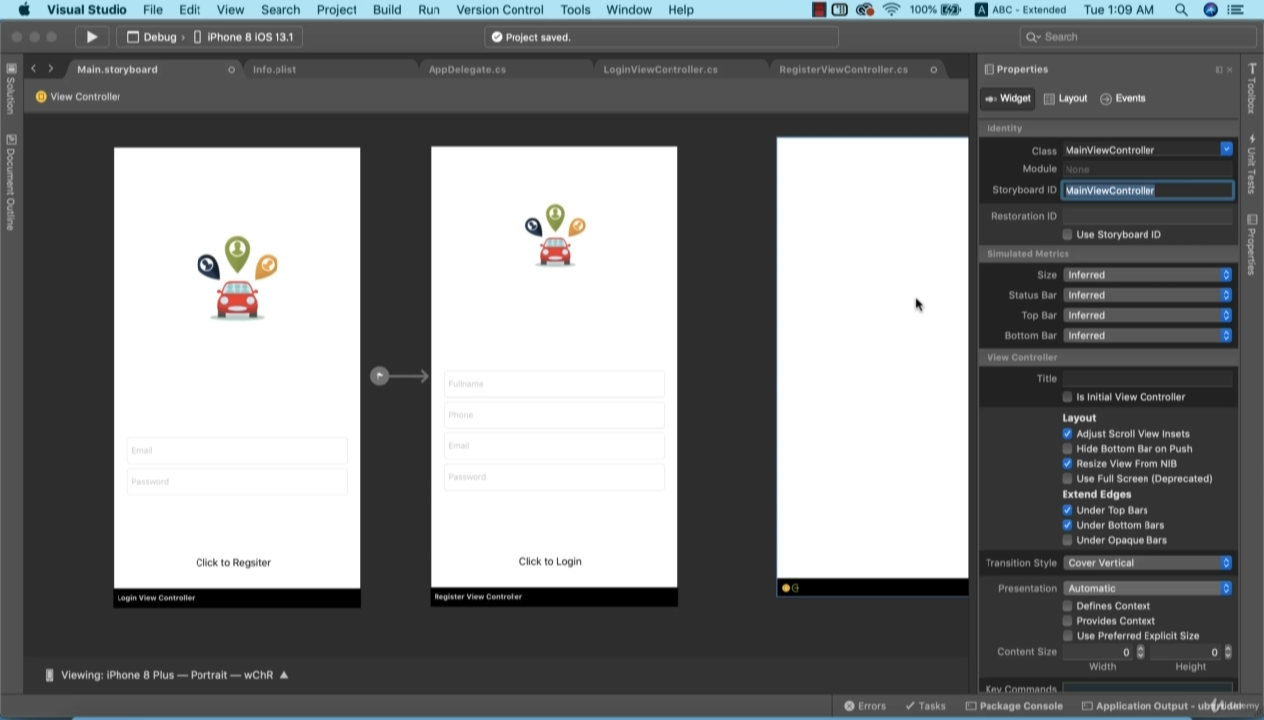 Visual Studio File Edit View Search Project Build Run Version Control Tools Window Help 100% A ABC - Extended Tue 1:09 AM
Debug › iPhone 8 iOS 13.1 Project saved. Search
Main.storyboard Info.plist AppDelegate.cs LoginViewController.cs RegisterViewController.cs Properties
View Controller
Widget Layout Events
Solution
Document Outline
Toolbox
Unit Tests
Properties
Identity
Class MainViewController
Module None
Storyboard ID MainViewController
Restoration ID
Use Storyboard ID
Simulated Metrics
Size Inferred
Status Bar Inferred
Top Bar Inferred
Bottom Bar Inferred
View Controller
Title
Is Initial View Controller
Layout
Adjust Scroll View Insets
Hide Bottom Bar on Push
Resize View From NIB
Use Full Screen (Deprecated)
Extend Edges
Under Top Bars
Under Bottom Bars
Under Opaque Bars
Transition Style Cover Vertical
Presentation Automatic
Defines Context
Provides Context
Use Preferred Explicit Size
Content Size 0 0
Width Height
Key Commands
Email
Password
Click to Regsiter
Login View Controller
Fullname
Phone
Email
Password
Click to Login
Register View Controller
Viewing: iPhone 8 Plus — Portrait — wChR
Errors Tasks Package Console Application Output -